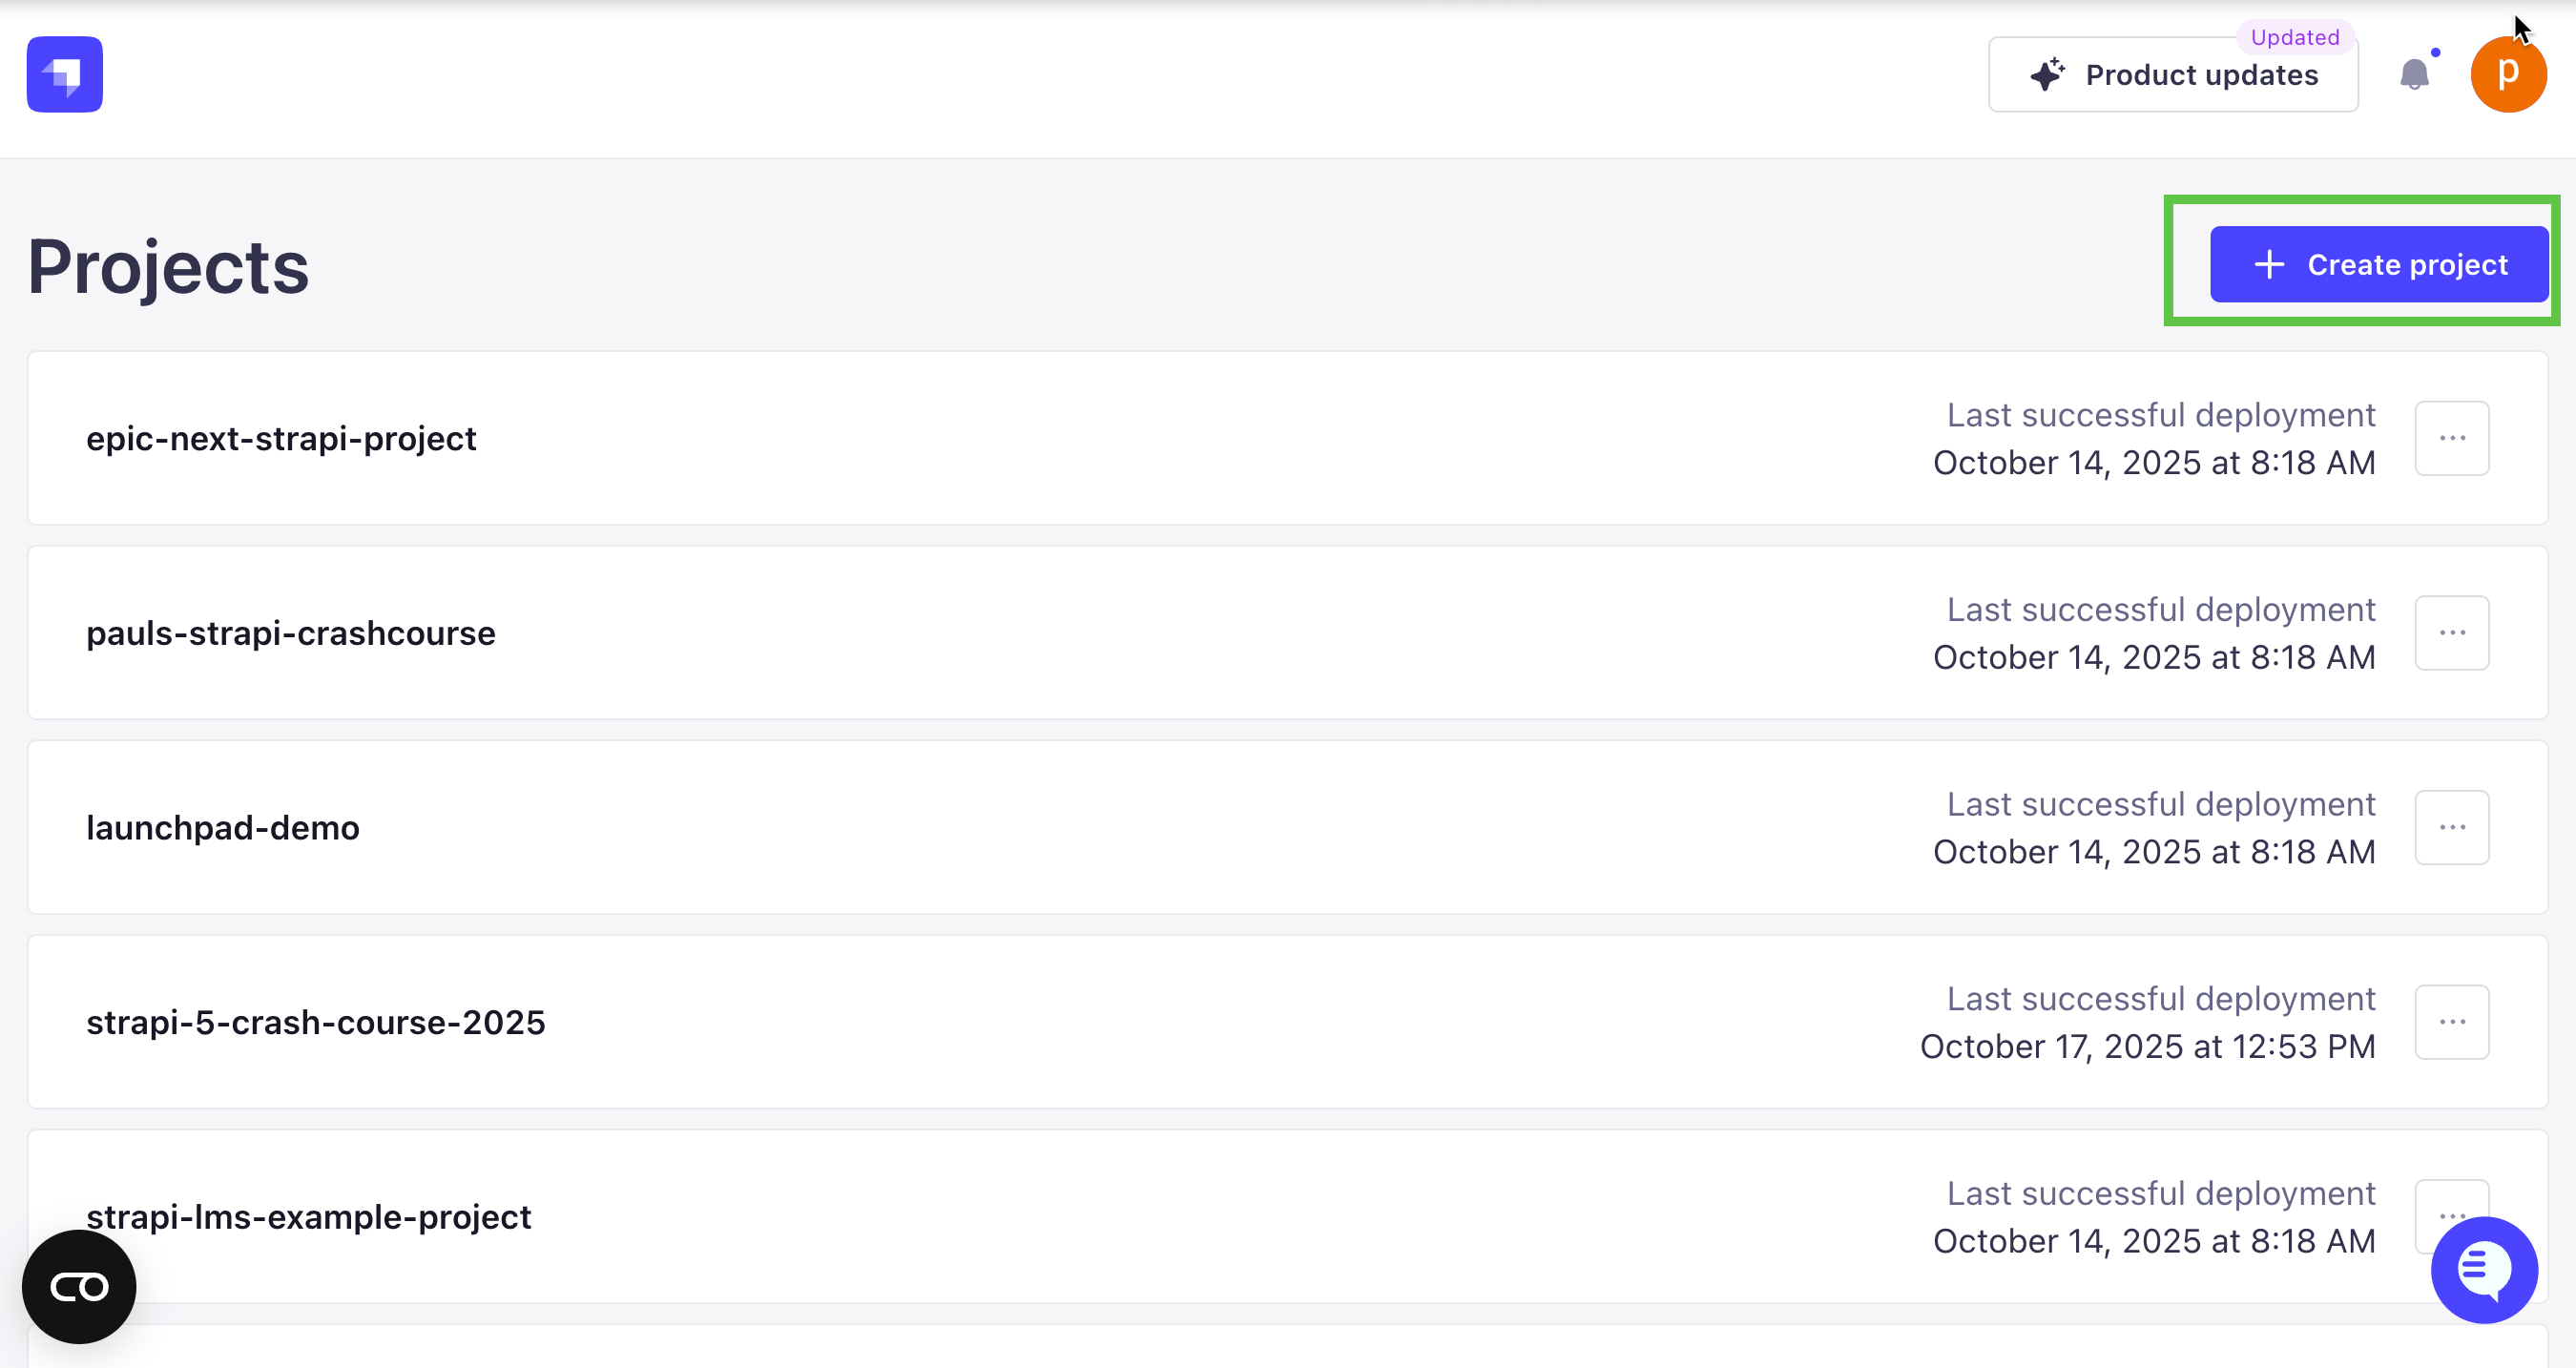 Updated
Product updates
p
Projects
Create project
epic-next-strapi-project
Last successful deployment
October 14, 2025 at 8:18 AM
pauls-strapi-crashcourse
Last successful deployment
October 14, 2025 at 8:18 AM
launchpad-demo
Last successful deployment
October 14, 2025 at 8:18 AM
strapi-5-crash-course-2025
Last successful deployment
October 17, 2025 at 12:53 PM
strapi-lms-example-project
Last successful deployment
October 14, 2025 at 8:18 AM